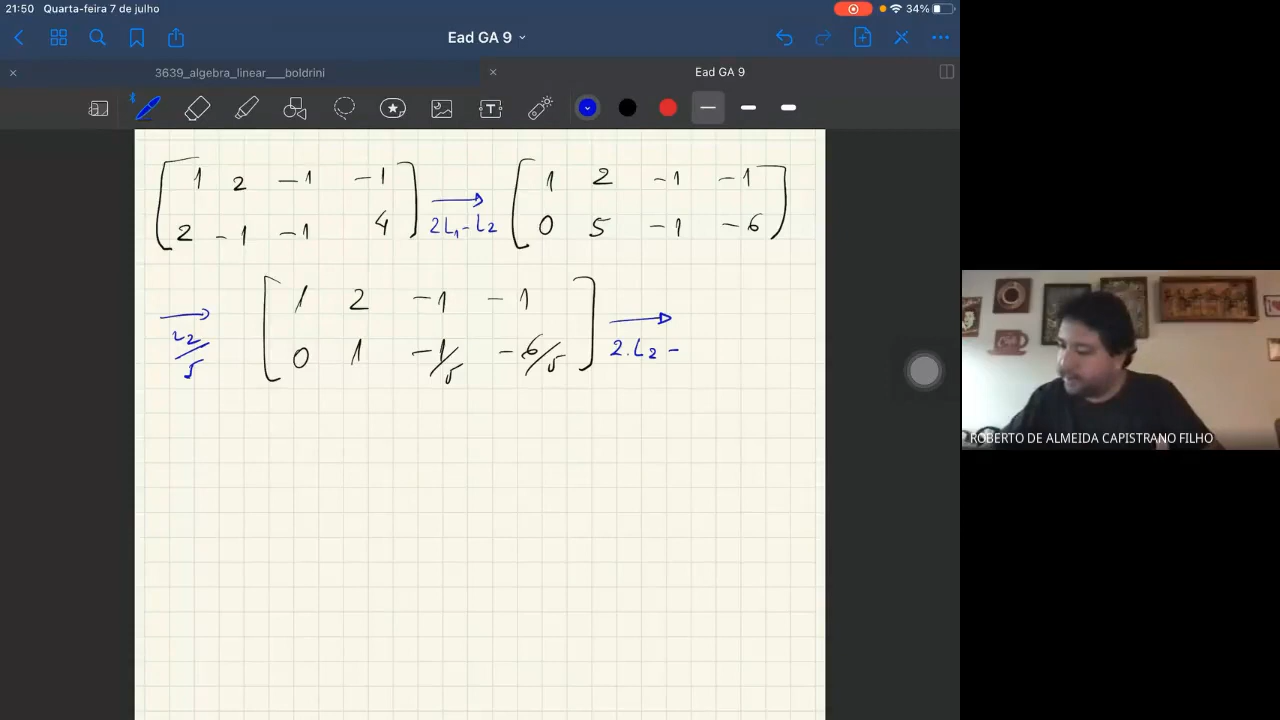 21:50 Quarta-feira 7 de julho 34%
Ead GA 9
3639_algebra_linear___boldrini Ead GA 9
T
1 2 -1 -1 1 2 -1 -1
2 -1 -1 4 2L1-L2 0 5 -1 -6
1 2 -1 -1
L2/5 0 1 -1/5 -6/5 2.L2 -
ROBERTO DE ALMEIDA CAPISTRANO FILHO